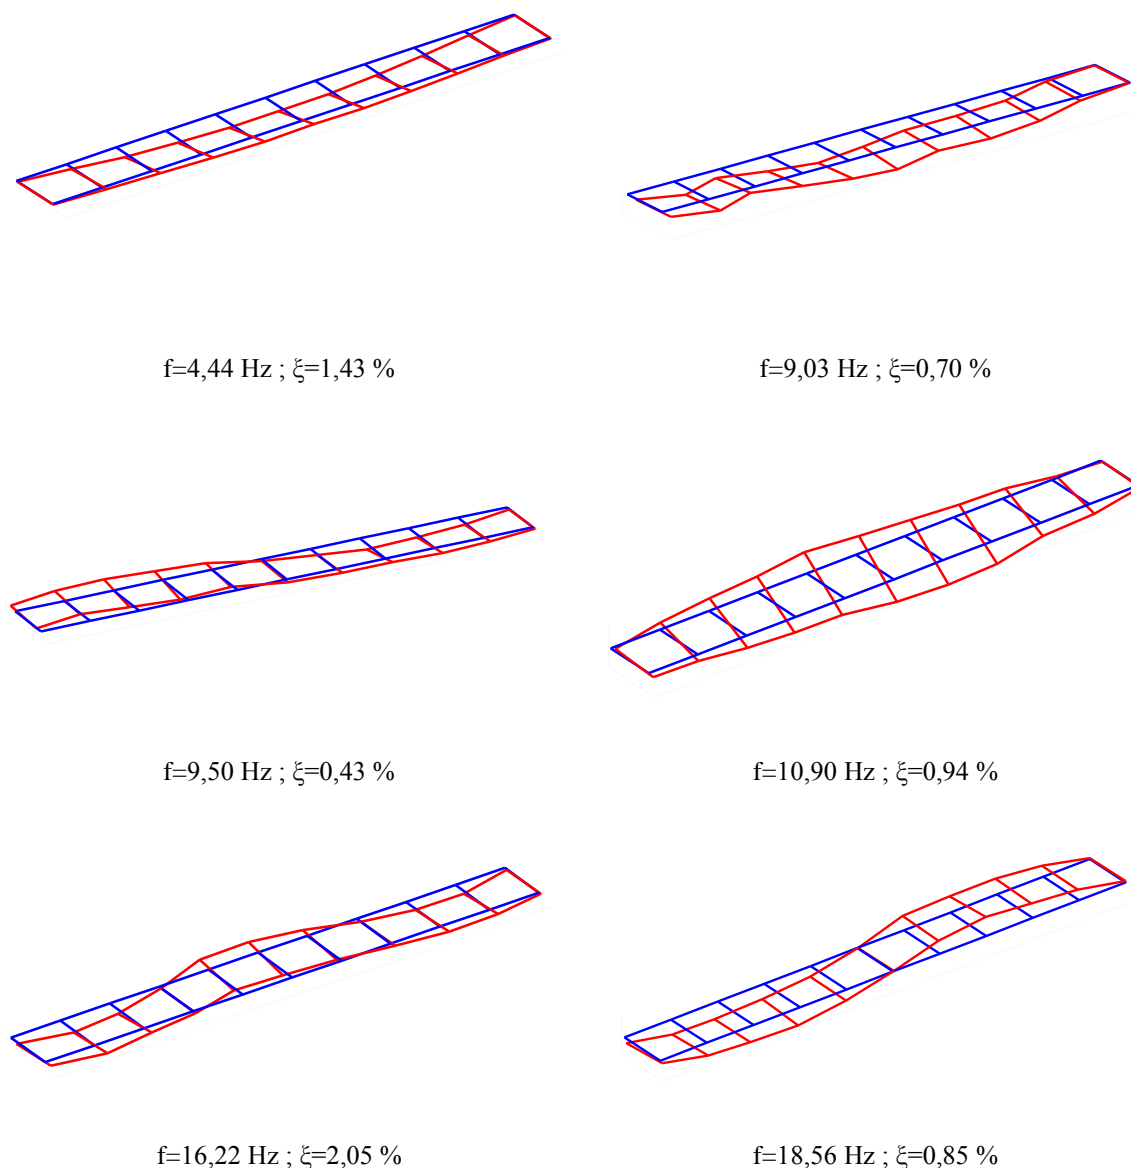 f=4,44 Hz ; ξ=1,43 %
f=9,03 Hz ; ξ=0,70 %
f=9,50 Hz ; ξ=0,43 %
f=10,90 Hz ; ξ=0,94 %
f=16,22 Hz ; ξ=2,05 %
f=18,56 Hz ; ξ=0,85 %